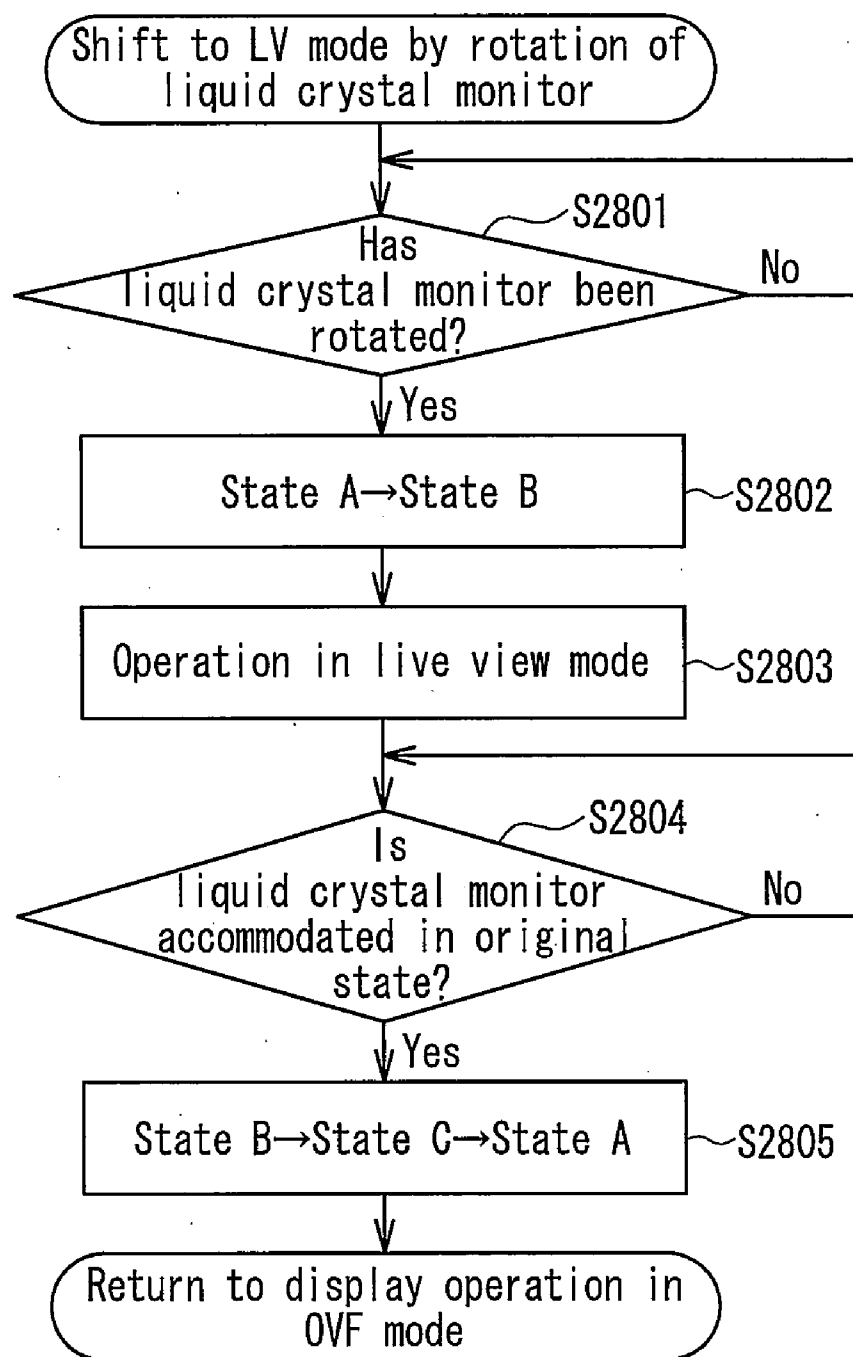 Shift to LV mode by rotation of
liquid crystal monitor
S2801
Has
liquid crystal monitor been
rotated?
No
Yes
State A→State B
S2802
Operation in live view mode
S2803
S2804
Is
liquid crystal monitor
accommodated in original
state?
No
Yes
State B→State C→State A
S2805
Return to display operation in
OVF mode